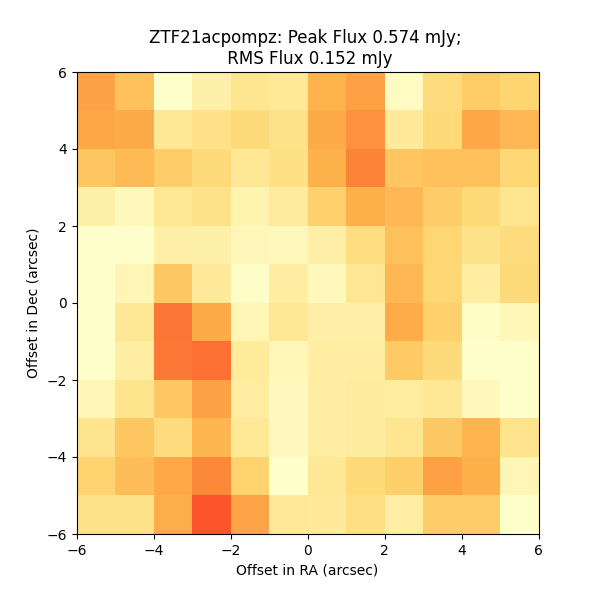 ZTF21acpompz: Peak Flux 0.574 mJy;
RMS Flux 0.152 mJy
6
4
2
0
−2
−4
−6
Offset in Dec (arcsec)
−6 −4 −2 0 2 4 6
Offset in RA (arcsec)